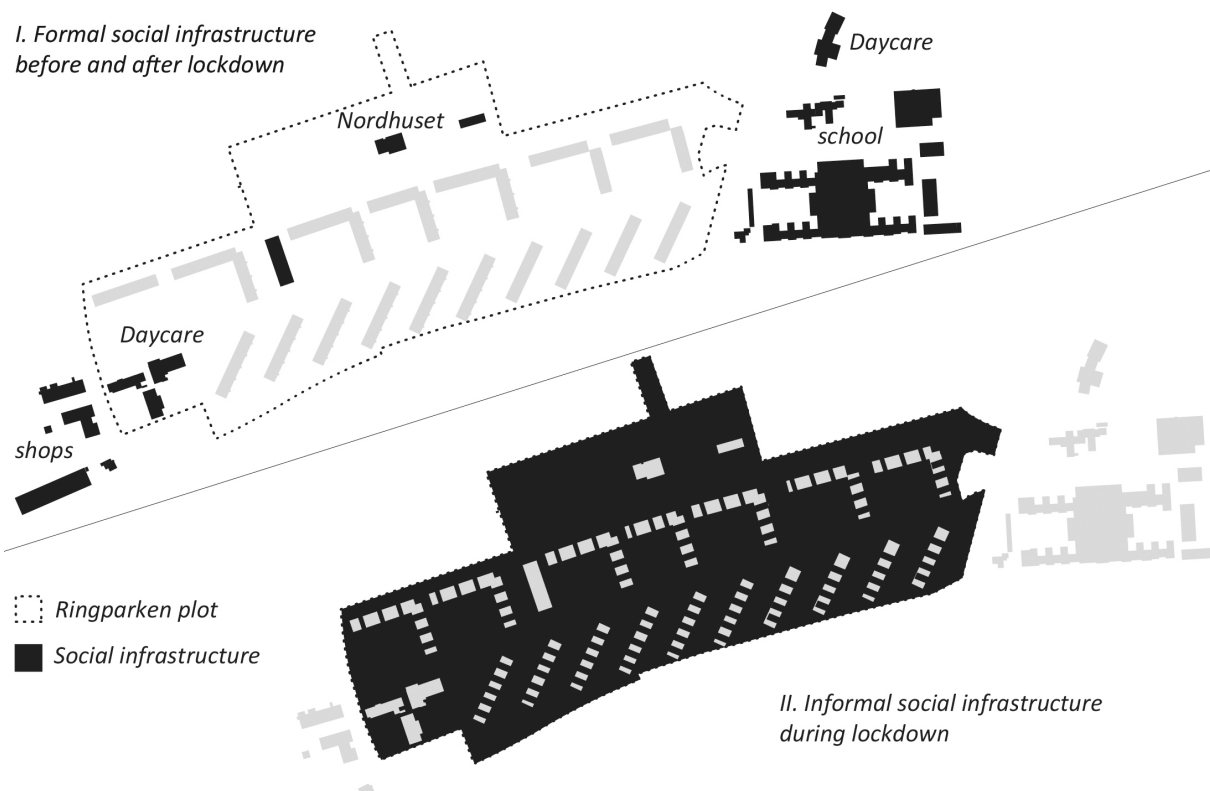 I. Formal social infrastructure
before and after lockdown
Daycare
Nordhuset
school
Daycare
shops
Ringparken plot
Social infrastructure
II. Informal social infrastructure
during lockdown